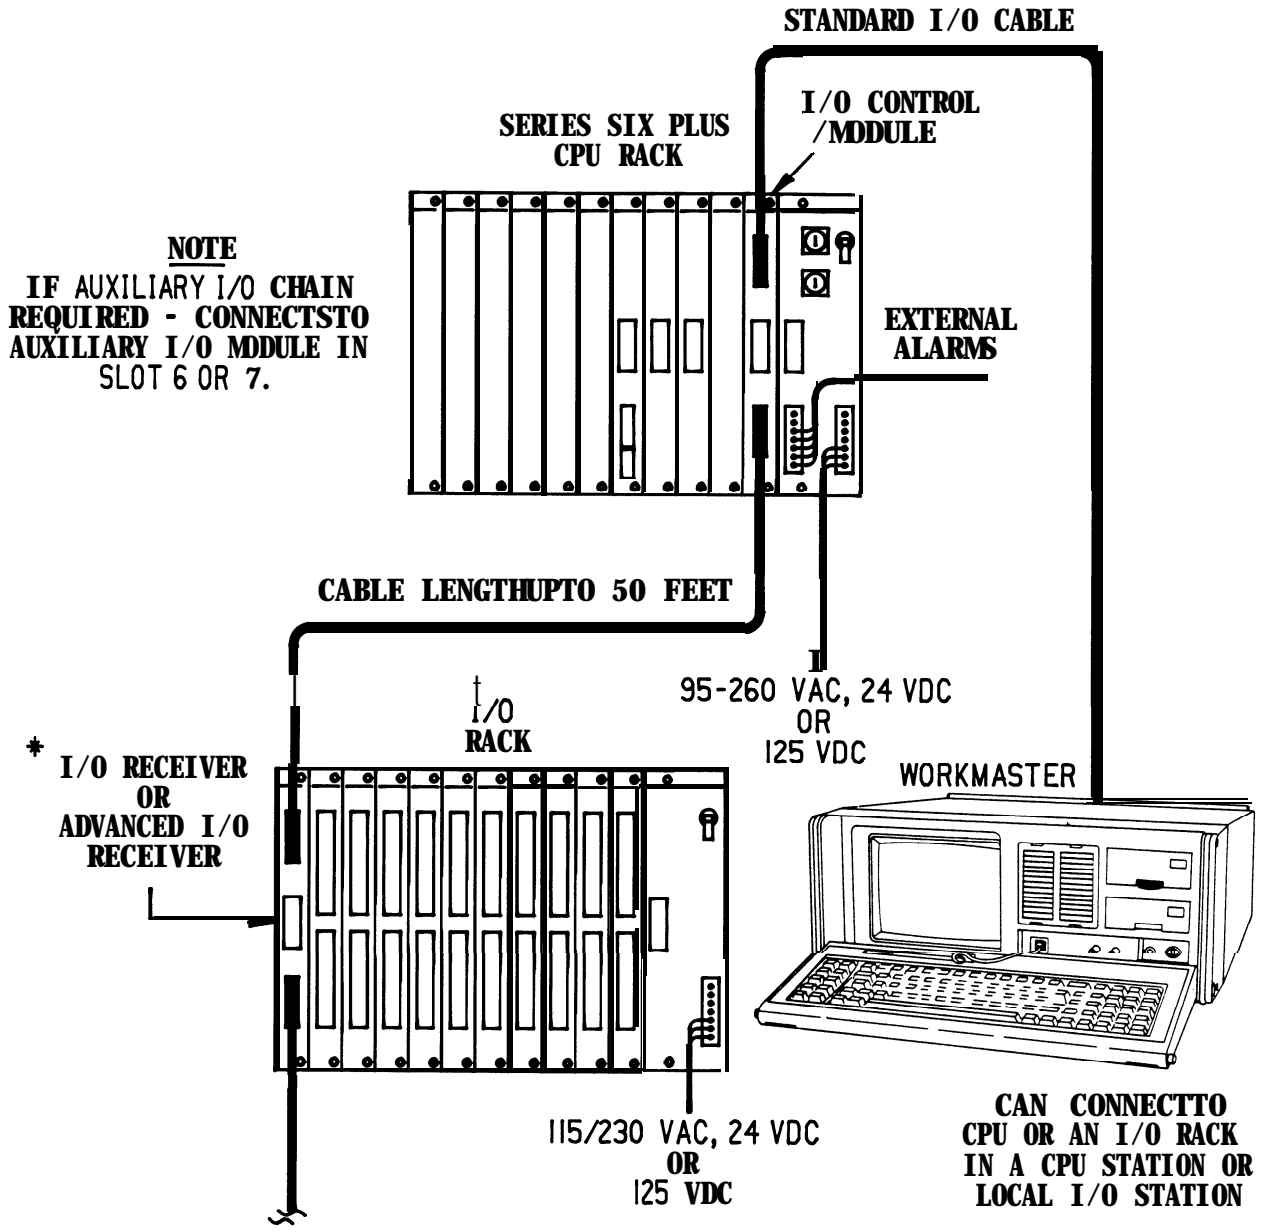 STANDARD I/O CABLE
I/O CONTROL
/MODULE
SERIES SIX PLUS
CPU RACK
NOTE
IF AUXILIARY I/O CHAIN
REQUIRED - CONNECTSTO
AUXILIARY I/O MODULE IN
SLOT 6 OR 7.
EXTERNAL
ALARMS
CABLE LENGTHUPTO 50 FEET
I
95-260 VAC, 24 VDC
OR
125 VDC
I/O
RACK
*
I/O RECEIVER
OR
ADVANCED I/O
RECEIVER
WORKMASTER
115/230 VAC, 24 VDC
OR
125 VDC
CAN CONNECTTO
CPU OR AN I/O RACK
IN A CPU STATION OR
LOCAL I/O STATION